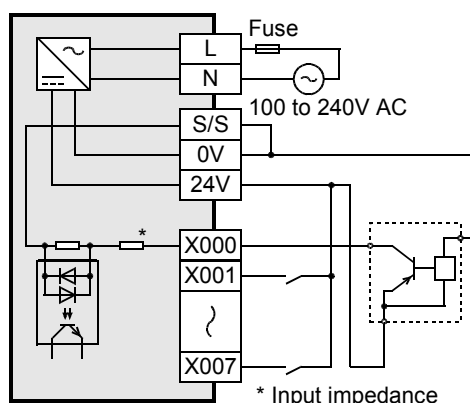 L
Fuse
N
100 to 240V AC
S/S
0V
24V
*
X000
X001
X007
* Input impedance